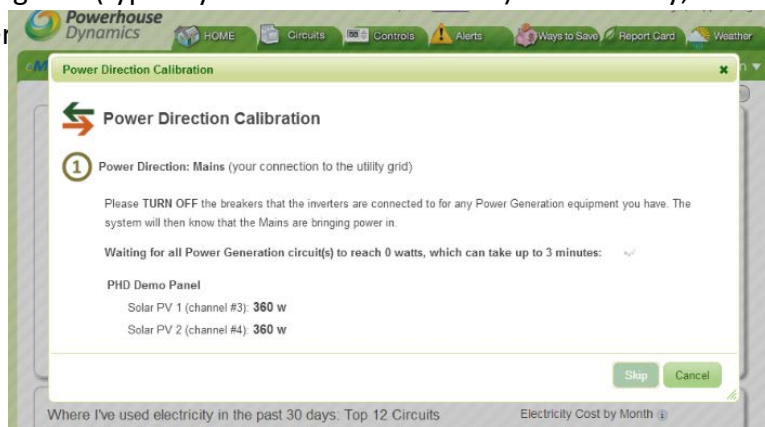 Powerhouse
Dynamics
HOME Circuits Controls Alerts Ways to Save Report Card Weather
Power Direction Calibration
Power Direction Calibration
1 Power Direction: Mains (your connection to the utility grid)
Please TURN OFF the breakers that the inverters are connected to for any Power Generation equipment you have. The
system will then know that the Mains are bringing power in.
Waiting for all Power Generation circuit(s) to reach 0 watts, which can take up to 3 minutes:
PHD Demo Panel
Solar PV 1 (channel #3): 360 w
Solar PV 2 (channel #4): 360 w
Skip Cancel
Where I've used electricity in the past 30 days: Top 12 Circuits Electricity Cost by Month